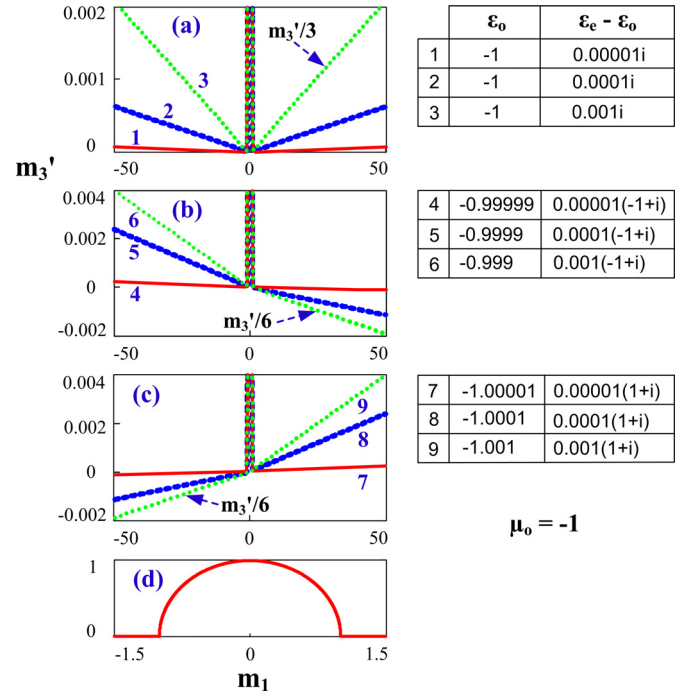 (a)
0.002
0.001
0
m₃'/3
3
2
1
-50
0
50
m₃'
εₒ
εₑ - εₒ
1 -1 0.00001i
2 -1 0.0001i
3 -1 0.001i
(b)
0.004
0.002
0
-0.002
6
5
4
m₃'/6
-50
0
50
4 -0.99999 0.00001(-1+i)
5 -0.9999 0.0001(-1+i)
6 -0.999 0.001(-1+i)
(c)
0.004
0.002
0
-0.002
9
8
7
m₃'/6
-50
0
50
7 -1.00001 0.00001(1+i)
8 -1.0001 0.0001(1+i)
9 -1.001 0.001(1+i)
μₒ = -1
(d)
1
0
-1.5
0
1.5
m₁